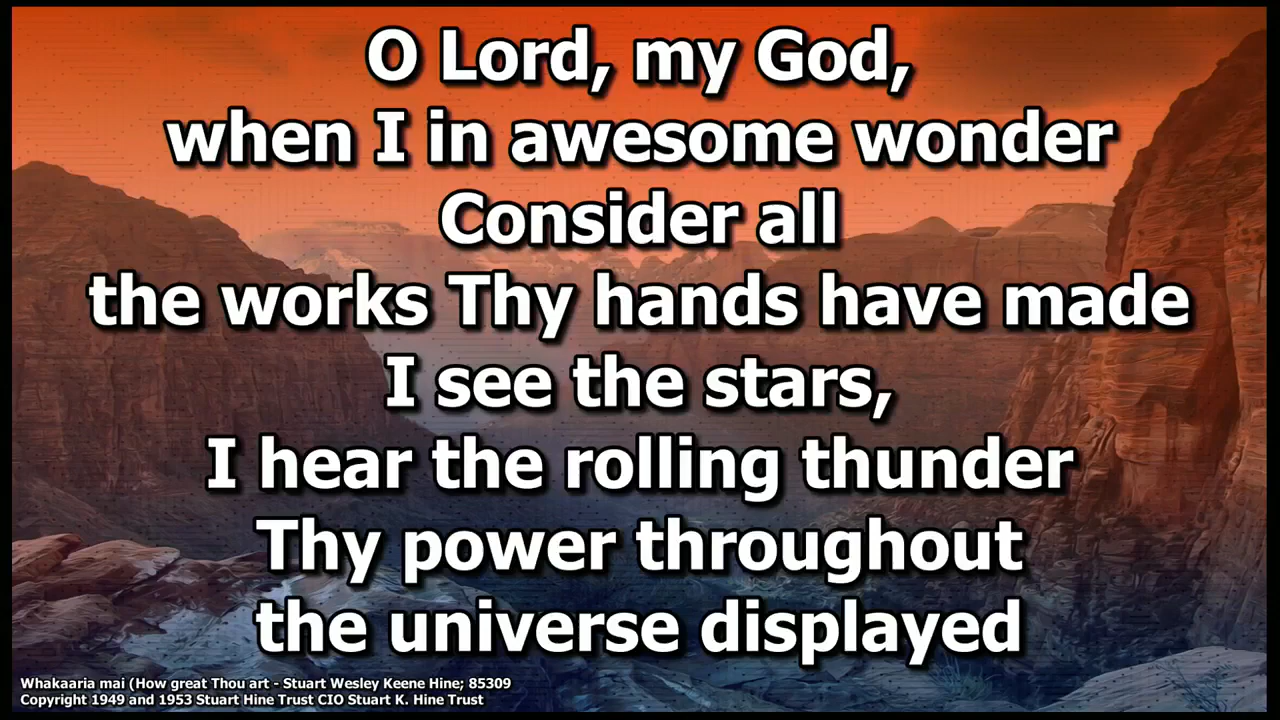 O Lord, my God,
when I in awesome wonder
Consider all
the works Thy hands have made
I see the stars,
I hear the rolling thunder
Thy power throughout
the universe displayed
Whakaaria mai (How great Thou art - Stuart Wesley Keene Hine; 85309
Copyright 1949 and 1953 Stuart Hine Trust CIO Stuart K. Hine Trust